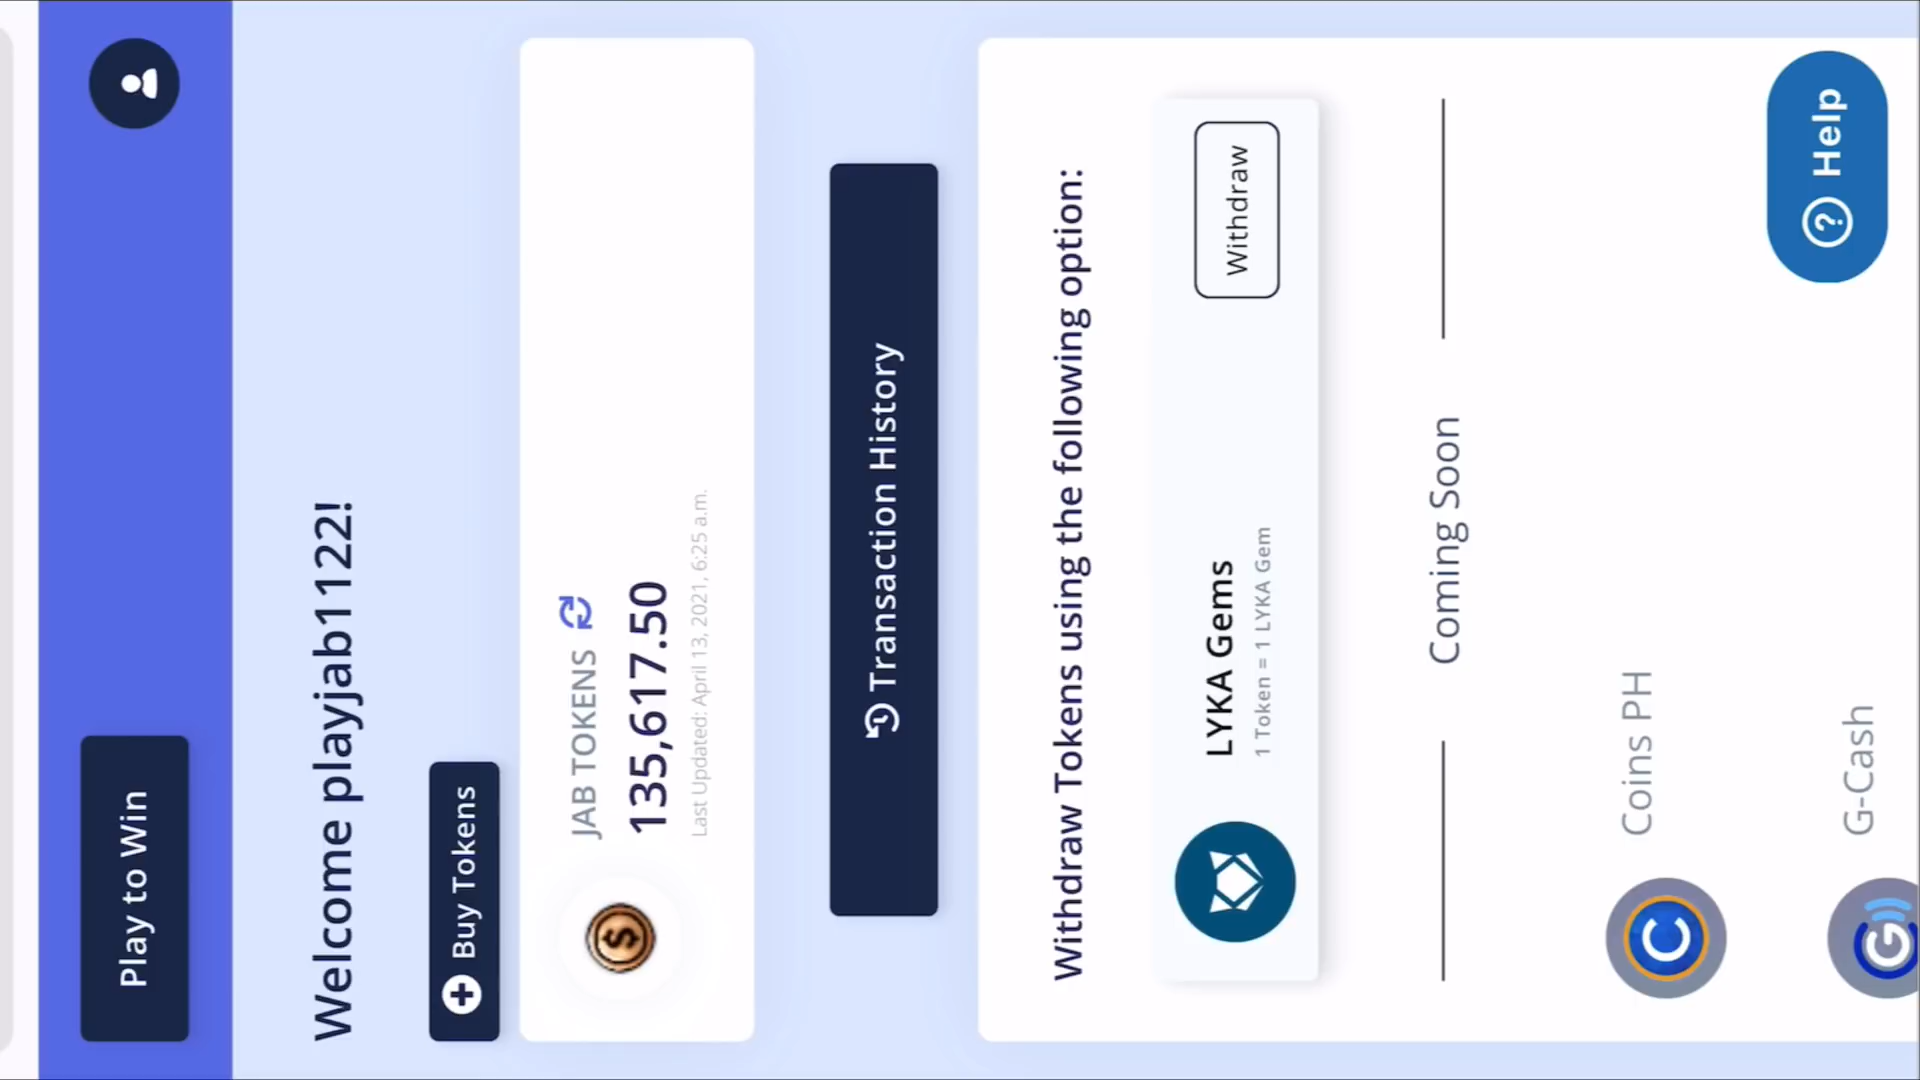 Play to Win
Welcome playjab1122!
Buy Tokens
JAB TOKENS
135,617.50
Last Updated: April 13, 2021, 6:25 a.m.
Transaction History
Withdraw Tokens using the following option:
LYKA Gems
1 Token = 1 LYKA Gem
Withdraw
Coming Soon
Coins PH
G-Cash
Help